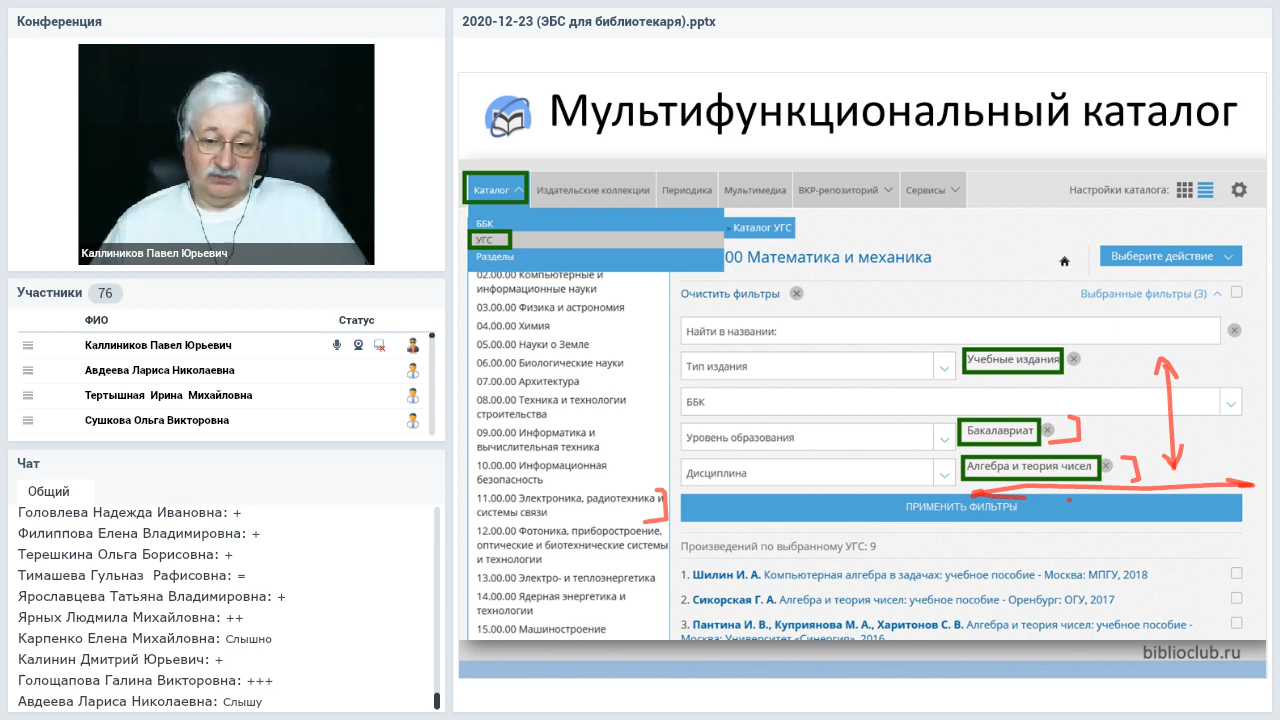 Конференция
Каллиников Павел Юрьевич
Участники 76
ФИО Статус
Каллиников Павел Юрьевич
Авдеева Лариса Николаевна
Тертышная Ирина Михайловна
Сушкова Ольга Викторовна
Чат
Общий
Головлева Надежда Ивановна: +
Филиппова Елена Владимировна: +
Терешкина Ольга Борисовна: +
Тимашева Гульназ Рафисовна: =
Ярославцева Татьяна Владимировна: +
Ярных Людмила Михайловна: ++
Карпенко Елена Михайловна: Слышно
Калинин Дмитрий Юрьевич: +
Голощапова Галина Викторовна: +++
Авдеева Лариса Николаевна: Слышу
2020-12-23 (ЭБС для библиотекаря).pptx
Мультифункциональный каталог
Каталог Издательские коллекции Периодика Мультимедиа ВКР-репозиторий Сервисы Настройки каталога:
ББК
УГС
Разделы
» Каталог УГС
00 Математика и механика
Выберите действие
02.00.00 Компьютерные и
информационные науки
03.00.00 Физика и астрономия
04.00.00 Химия
05.00.00 Науки о Земле
06.00.00 Биологические науки
07.00.00 Архитектура
08.00.00 Техника и технологии
строительства
09.00.00 Информатика и
вычислительная техника
10.00.00 Информационная
безопасность
11.00.00 Электроника, радиотехника и
системы связи
12.00.00 Фотоника, приборостроение,
оптические и биотехнические системы
и технологии
13.00.00 Электро- и теплоэнергетика
14.00.00 Ядерная энергетика и
технологии
15.00.00 Машиностроение
Очистить фильтры Выбранные фильтры (3)
Найти в названии:
Тип издания Учебные издания
ББК
Уровень образования Бакалавриат
Дисциплина Алгебра и теория чисел
ПРИМЕНИТЬ ФИЛЬТРЫ
Произведений по выбранному УГС: 9
1. Шилин И. А. Компьютерная алгебра в задачах: учебное пособие - Москва: МПГУ, 2018
2. Сикорская Г. А. Алгебра и теория чисел: учебное пособие - Оренбург: ОГУ, 2017
3. Пантина И. В., Куприянова М. А., Харитонов С. В. Алгебра и теория чисел: учебное пособие -
Москва: Университет «Синергия», 2016
biblioclub.ru